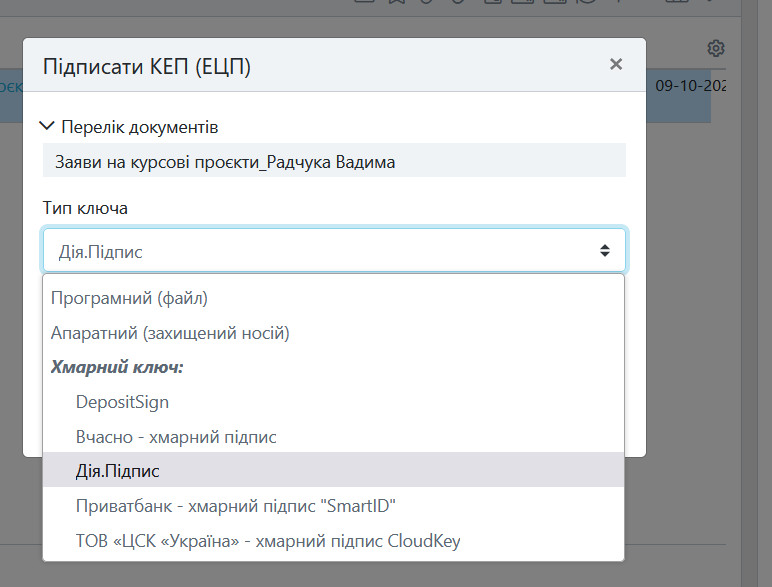 Підписати КЕП (ЕЦП)
×
09-10-202
Перелік документів
Заяви на курсові проєкти_Радчука Вадима
Тип ключа
Дія.Підпис
Програмний (файл)
Апаратний (захищений носій)
Хмарний ключ:
DepositSign
Вчасно - хмарний підпис
Дія.Підпис
Приватбанк - хмарний підпис "SmartID"
ТОВ «ЦСК «Україна» - хмарний підпис CloudKey